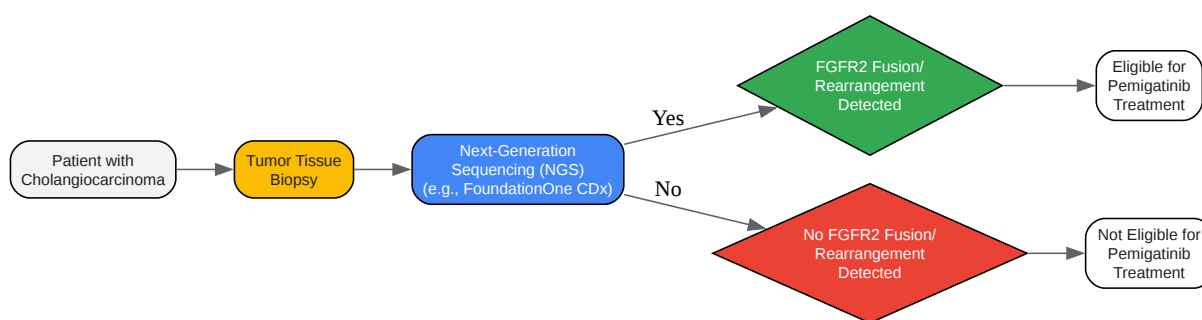 Patient with
Cholangiocarcinoma
Tumor Tissue
Biopsy
Next-Generation
Sequencing (NGS)
(e.g., FoundationOne CDx)
Yes
No
FGFR2 Fusion/
Rearrangement
Detected
Eligible for
Pemigatinib
Treatment
No FGFR2 Fusion/
Rearrangement
Detected
Not Eligible for
Pemigatinib
Treatment